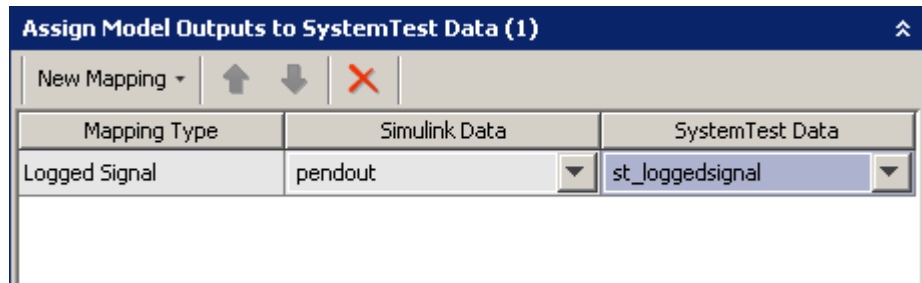 Assign Model Outputs to SystemTest Data (1)
New Mapping
Mapping Type Simulink Data SystemTest Data
Logged Signal pendout st_loggedsignal